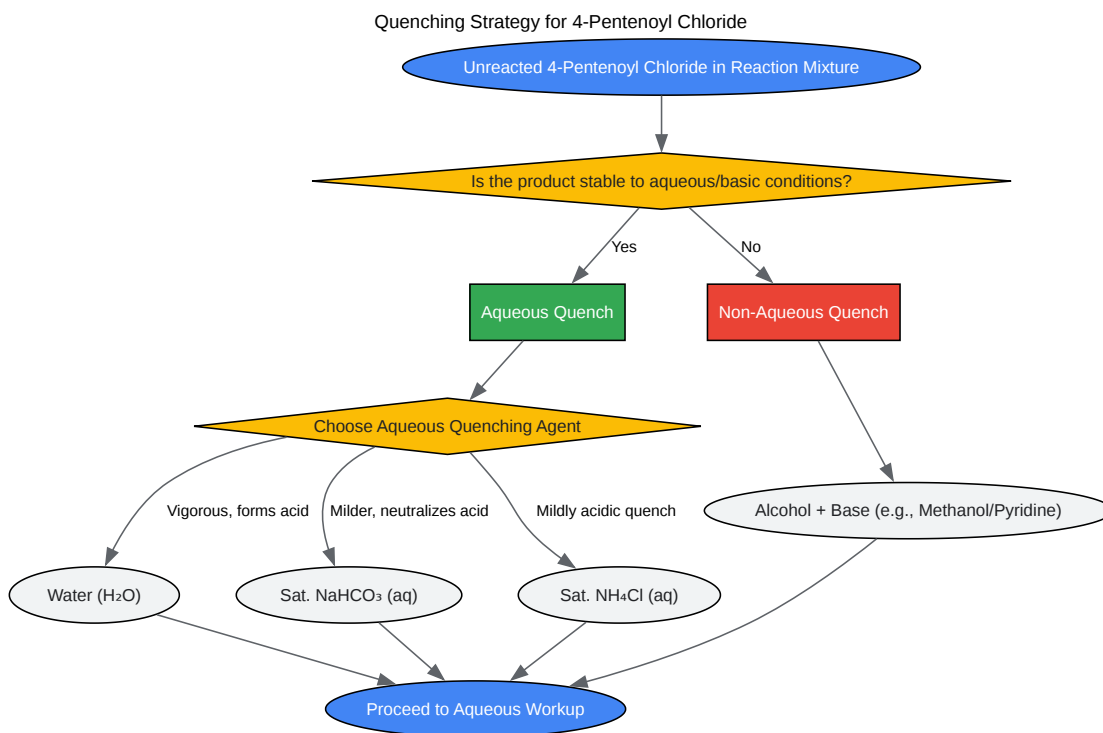 Quenching Strategy for 4-Pentenoyl Chloride
Unreacted 4-Pentenoyl Chloride in Reaction Mixture
Is the product stable to aqueous/basic conditions?
Yes
No
Aqueous Quench
Non-Aqueous Quench
Choose Aqueous Quenching Agent
Vigorous, forms acid
Milder, neutralizes acid
Mildly acidic quench
Alcohol + Base (e.g., Methanol/Pyridine)
Water (H₂O)
Sat. NaHCO₃ (aq)
Sat. NH₄Cl (aq)
Proceed to Aqueous Workup